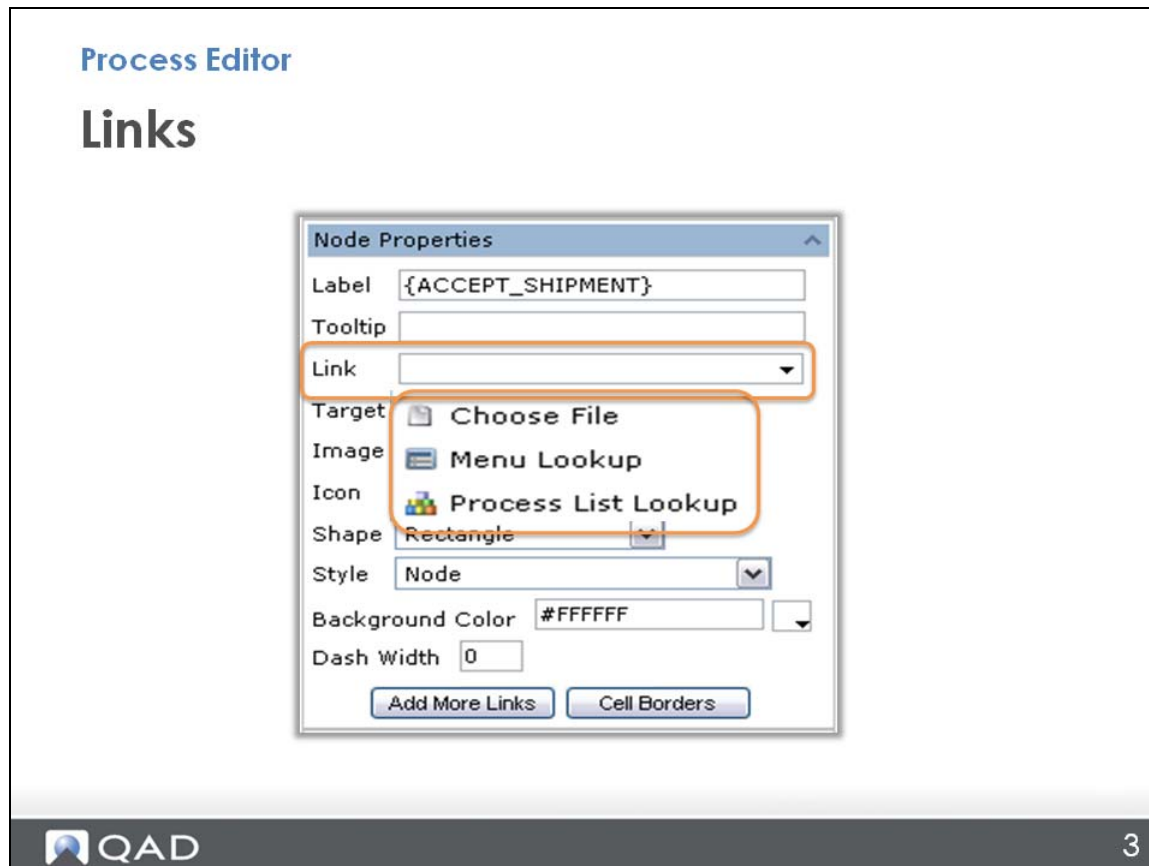 Process Editor
Links
Node Properties
Label {ACCEPT_SHIPMENT}
Tooltip
Link
Target Choose File
Image Menu Lookup
Icon Process List Lookup
Shape Rectangle
Style Node
Background Color #FFFFFF
Dash Width 0
Add More Links Cell Borders
QAD 3